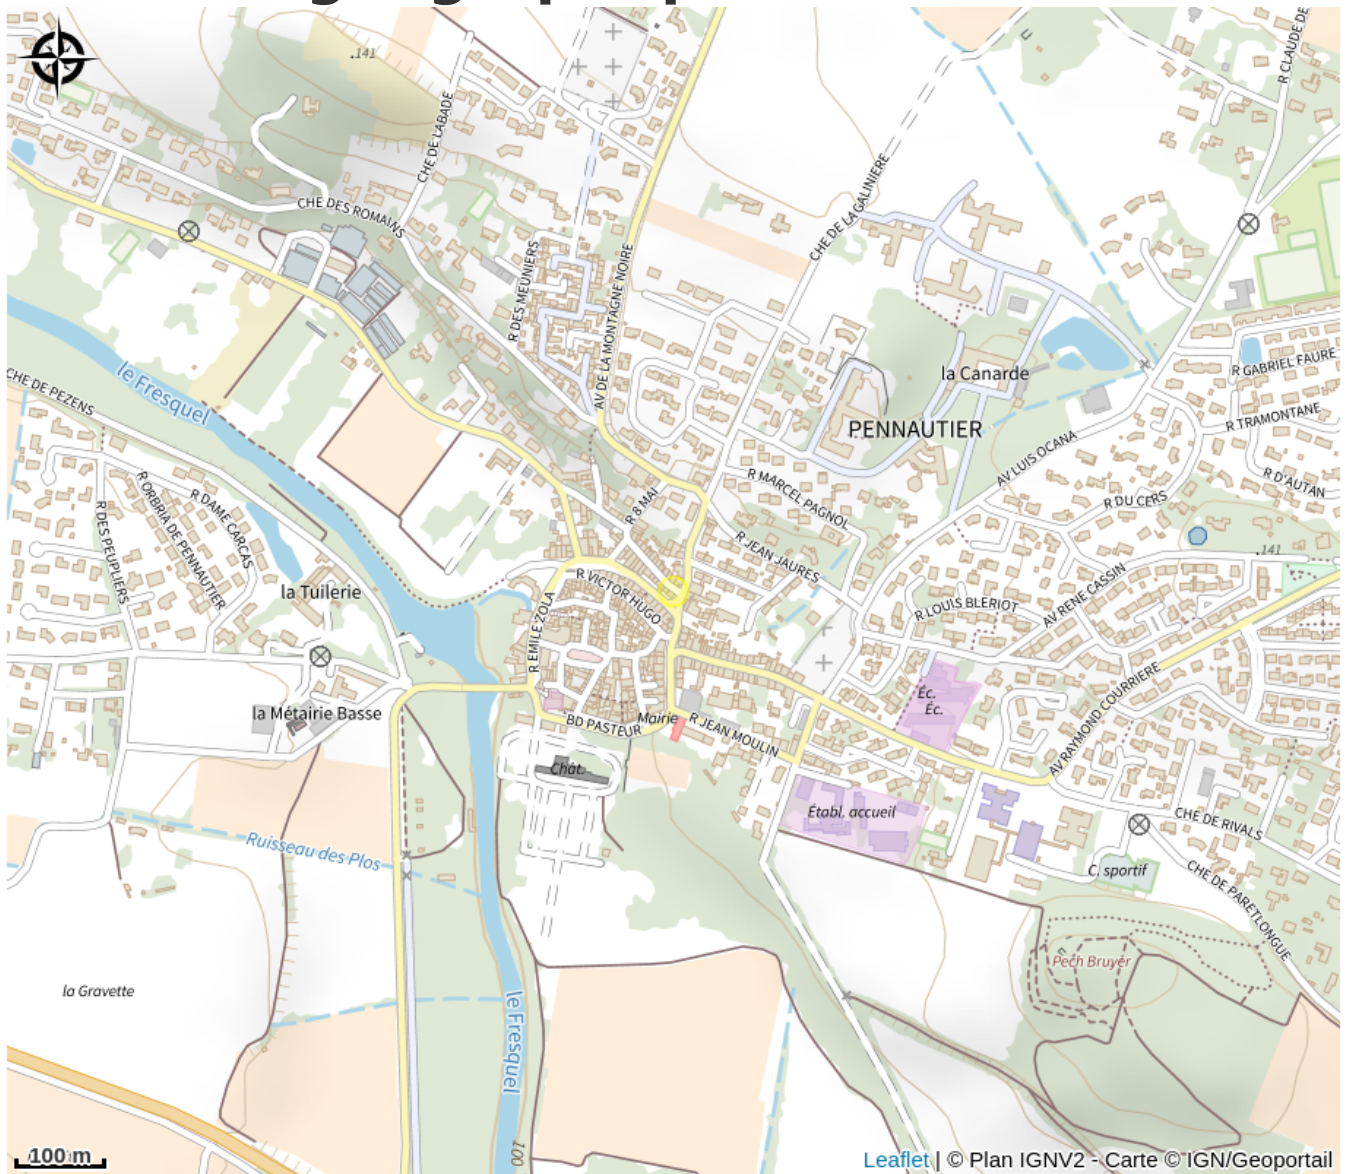 .141
CHE DE LABADE
R CLAUDE DE
CHE DES ROMAINS
CHE DE LA GALINIERE
R DES MEUNIERS
AV DE LA MONTAGNE NOIRE
le Fresquel
CHE DE PEZENS
la Canarde
R GABRIEL FAURE
PENNAUTIER
R TRAMONTANE
AV LUIS OCANA
R D'AUTAN
R MARCEL PAGNOL
R DU CERS
R 8 MAI
R ORBRIA DE PENNAUTIER
R DAME CARCAS
R DES PEUPLIERS
R JEAN JAURES
.141
la Tuilerie
R VICTOR HUGO
R EMILE ZOLA
R LOUIS BLERIOT
AV RENE CASSIN
Éc.
Éc.
la Métairie Basse
BD PASTEUR
Mairie
R JEAN MOULIN
AV RAYMOND COURRIERE
Chât.
Établ. accueil
CHE DE RIVALS
Ruisseau des Plos
C. sportif
CHE DE PARETLONGUE
Pech Bruyèr
la Gravette
le Fresquel
100
100 m
Leaflet | © Plan IGNV2 - Carte © IGN/Geoportail